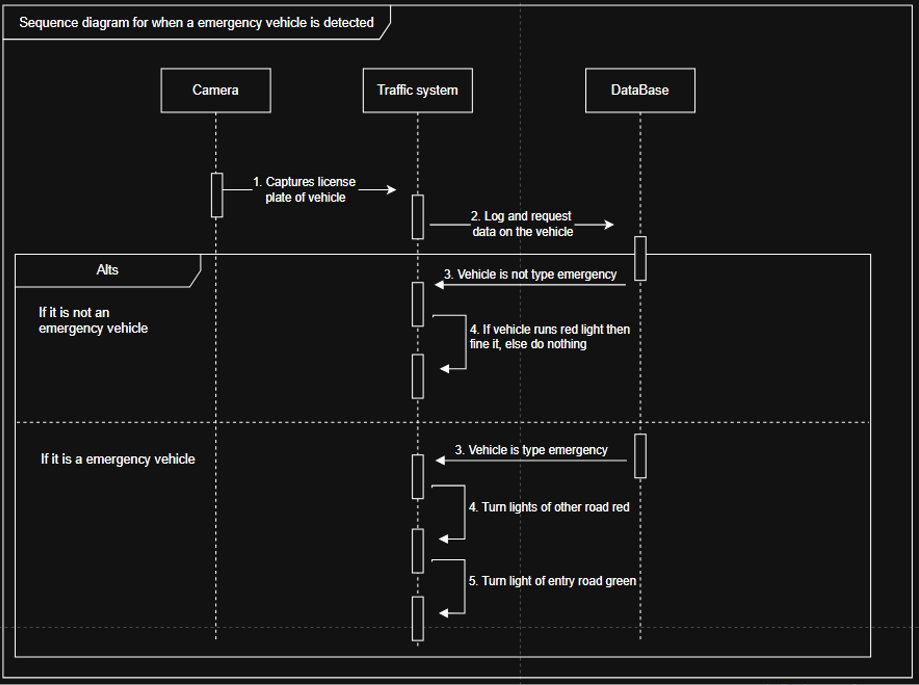 Sequence diagram for when a emergency vehicle is detected
Camera
Traffic system
DataBase
1. Captures license
plate of vehicle
2. Log and request
data on the vehicle
Alts
3. Vehicle is not type emergency
If it is not an
emergency vehicle
4. If vehicle runs red light then
fine it, else do nothing
If it is a emergency vehicle
3. Vehicle is type emergency
4. Turn lights of other road red
5. Turn light of entry road green